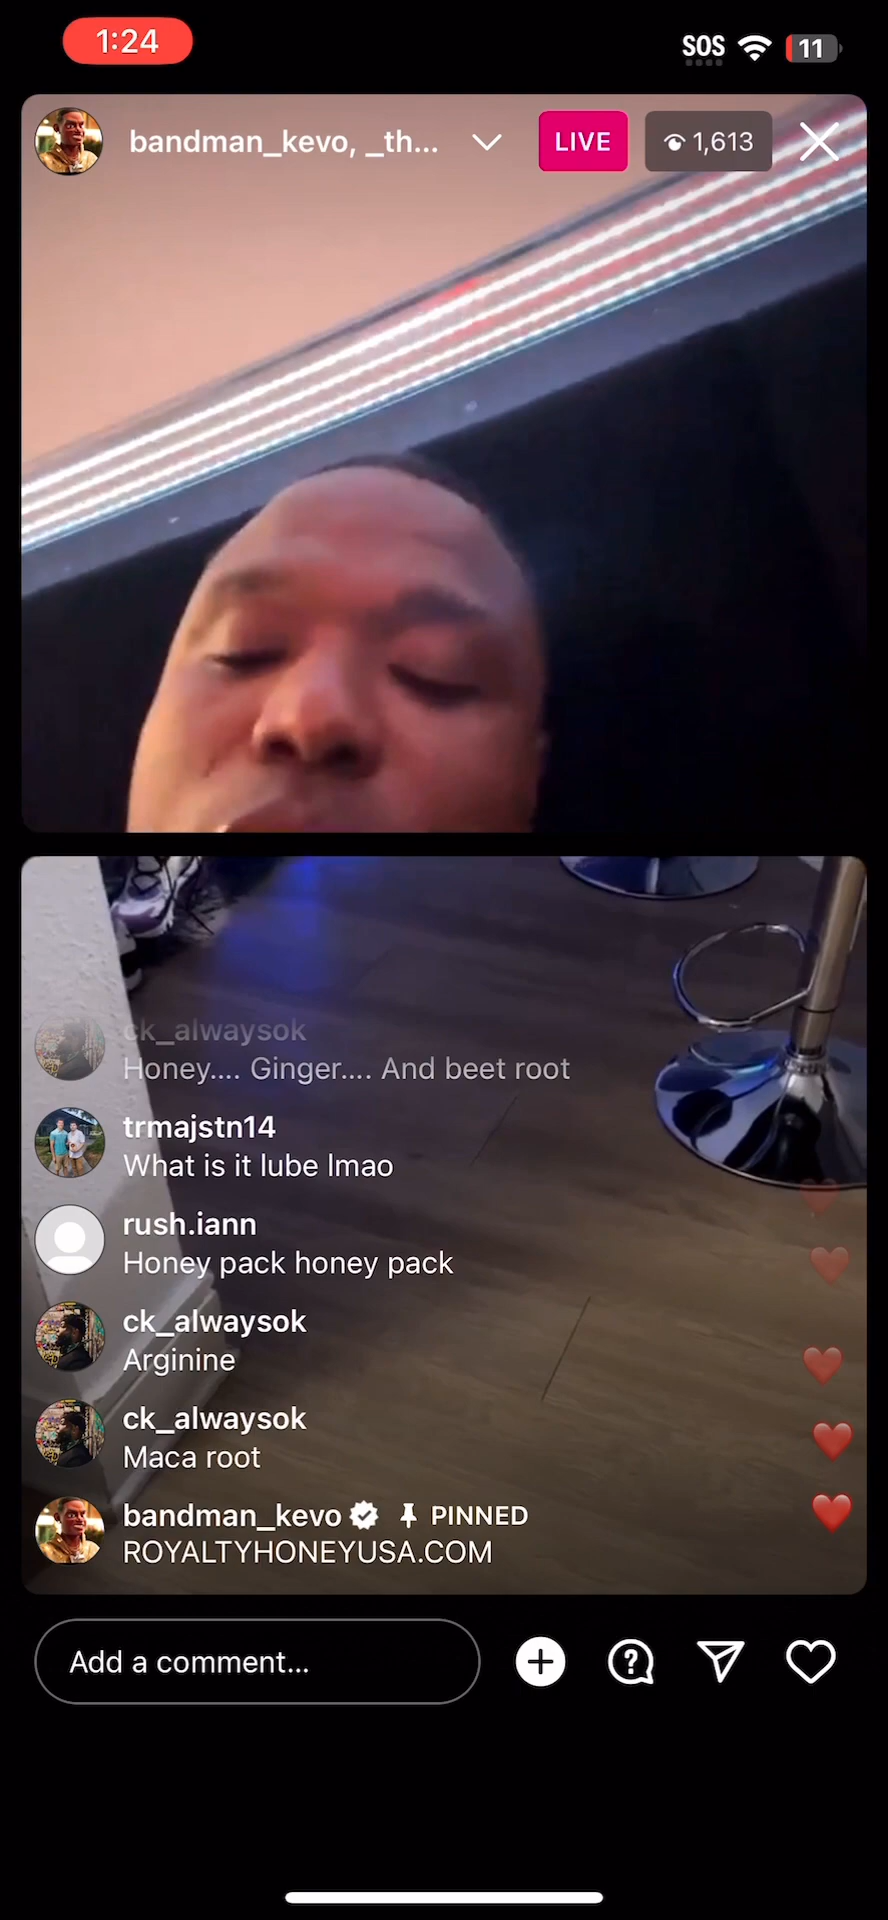 1:24
SOS
11
bandman_kevo, _th...
LIVE
1,613
ck_alwaysok
Honey.... Ginger.... And beet root
trmajstn14
What is it lube lmao
rush.iann
Honey pack honey pack
ck_alwaysok
Arginine
ck_alwaysok
Maca root
bandman_kevo PINNED
ROYALTYHONEYUSA.COM
Add a comment...